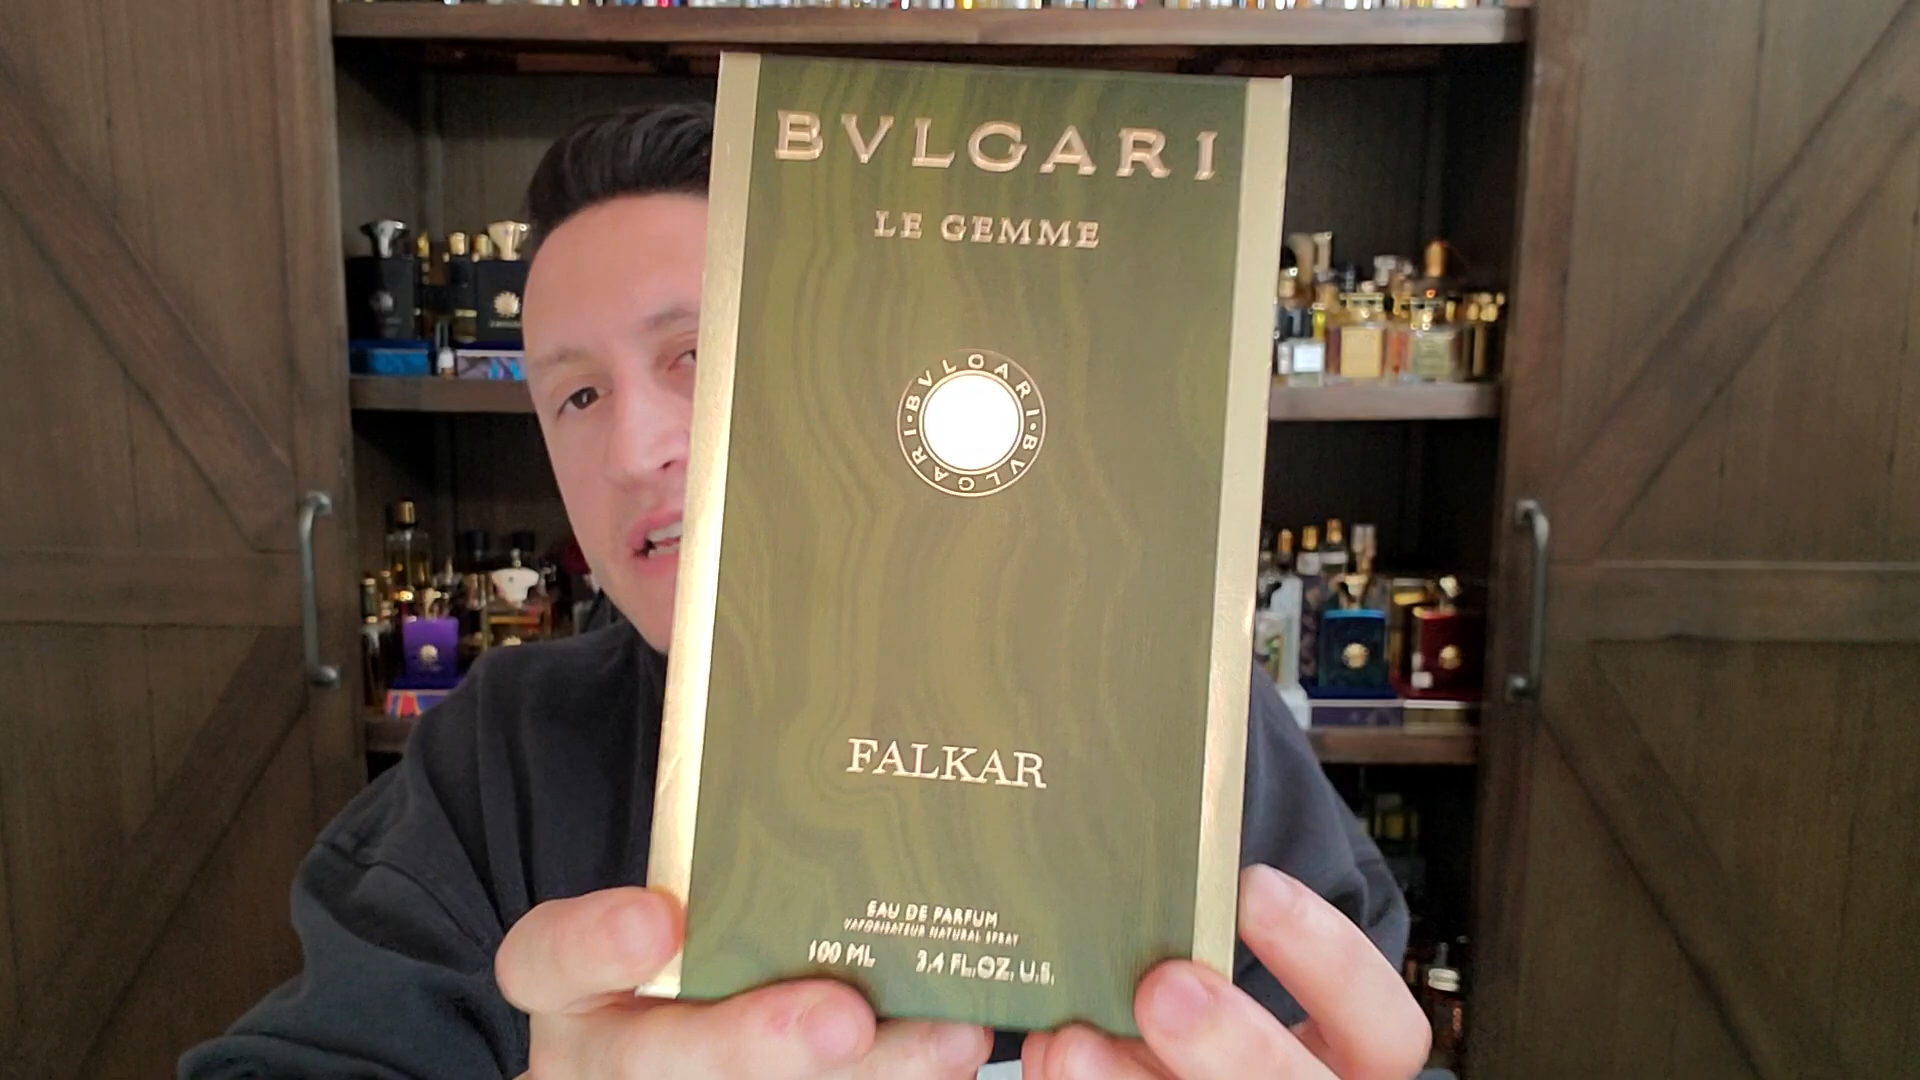 BVLGARI
LE GEMME
BVLGARI•BVLGARI•
FALKAR
EAU DE PARFUM
VAPORISATEUR NATURAL SPRAY
100 ML 3.4 FL.OZ. U.S.